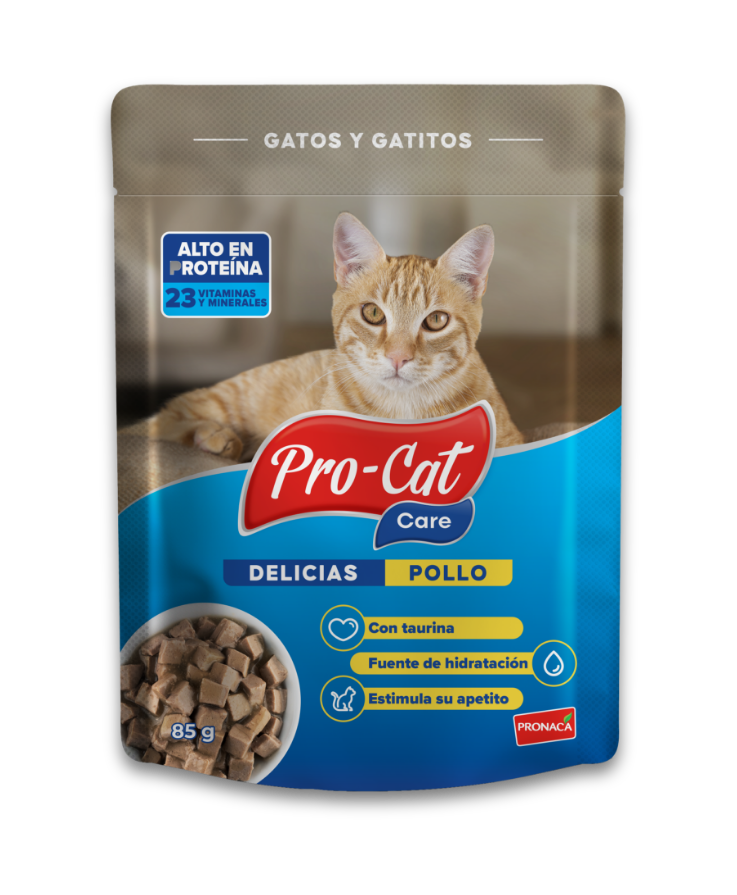 GATOS Y GATITOS
ALTO EN
PROTEÍNA
23 VITAMINAS
Y MINERALES
Pro-Cat
Care
DELICIAS POLLO
Con taurina
Fuente de hidratación
Estimula su apetito
85 g
PRONACA